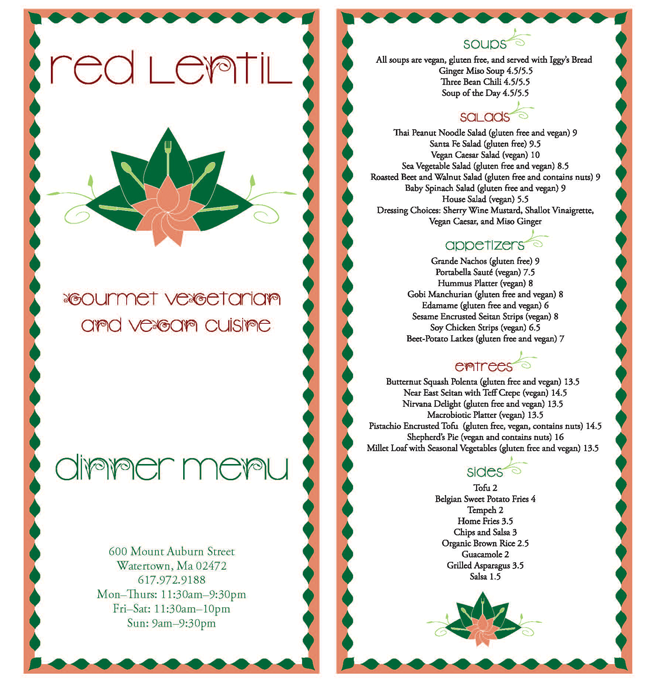 red Lentil
gourmet vegetarian
and vegan cuisine
dinner menu
600 Mount Auburn Street
Watertown, Ma 02472
617.972.9188
Mon–Thurs: 11:30am–9:30pm
Fri–Sat: 11:30am–10pm
Sun: 9am–9:30pm
soups
All soups are vegan, gluten free, and served with Iggy's Bread
Ginger Miso Soup 4.5/5.5
Three Bean Chili 4.5/5.5
Soup of the Day 4.5/5.5
salads
Thai Peanut Noodle Salad (gluten free and vegan) 9
Santa Fe Salad (gluten free) 9.5
Vegan Caesar Salad (vegan) 10
Sea Vegetable Salad (gluten free and vegan) 8.5
Roasted Beet and Walnut Salad (gluten free and contains nuts) 9
Baby Spinach Salad (gluten free and vegan) 9
House Salad (vegan) 5.5
Dressing Choices: Sherry Wine Mustard, Shallot Vinaigrette,
Vegan Caesar, and Miso Ginger
appetizers
Grande Nachos (gluten free) 9
Portabella Sauté (vegan) 7.5
Hummus Platter (vegan) 8
Gobi Manchurian (gluten free and vegan) 8
Edamame (gluten free and vegan) 6
Sesame Encrusted Seitan Strips (vegan) 8
Soy Chicken Strips (vegan) 6.5
Beet-Potato Latkes (gluten free and vegan) 7
entrees
Butternut Squash Polenta (gluten free and vegan) 13.5
Near East Seitan with Teff Crepe (vegan) 14.5
Nirvana Delight (gluten free and vegan) 13.5
Macrobiotic Platter (vegan) 13.5
Pistachio Encrusted Tofu (gluten free, vegan, contains nuts) 14.5
Shepherd's Pie (vegan and contains nuts) 16
Millet Loaf with Seasonal Vegetables (gluten free and vegan) 13.5
sides
Tofu 2
Belgian Sweet Potato Fries 4
Tempeh 2
Home Fries 3.5
Chips and Salsa 3
Organic Brown Rice 2.5
Guacamole 2
Grilled Asparagus 3.5
Salsa 1.5